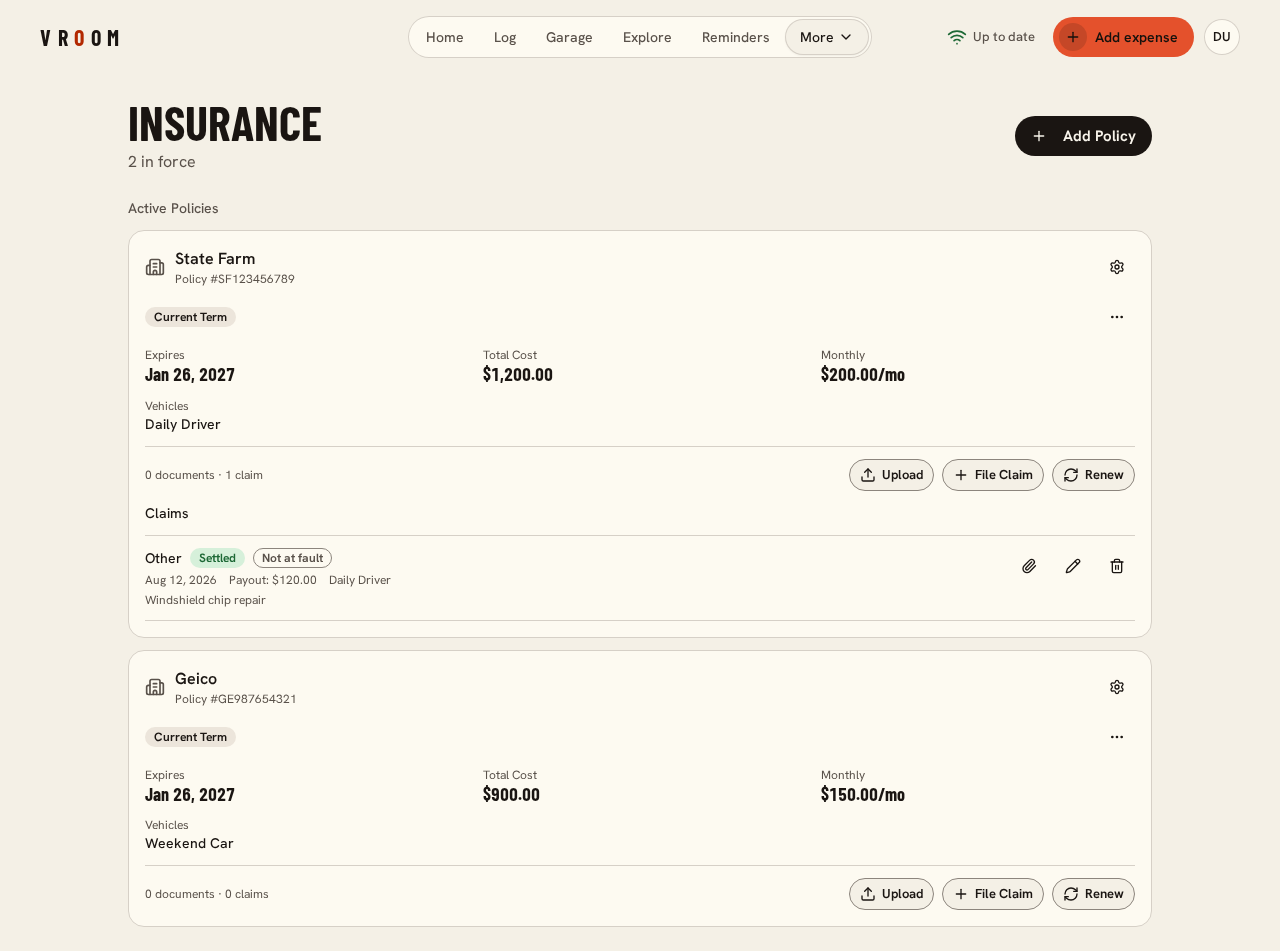 VROOM
Home Log Garage Explore Reminders More
Up to date
Add expense
DU
INSURANCE
2 in force
Add Policy
Active Policies
State Farm
Policy #SF123456789
Current Term
Expires Total Cost Monthly
Jan 26, 2027 $1,200.00 $200.00/mo
Vehicles
Daily Driver
0 documents · 1 claim Upload File Claim Renew
Claims
Other Settled Not at fault
Aug 12, 2026 Payout: $120.00 Daily Driver
Windshield chip repair
Geico
Policy #GE987654321
Current Term
Expires Total Cost Monthly
Jan 26, 2027 $900.00 $150.00/mo
Vehicles
Weekend Car
0 documents · 0 claims Upload File Claim Renew